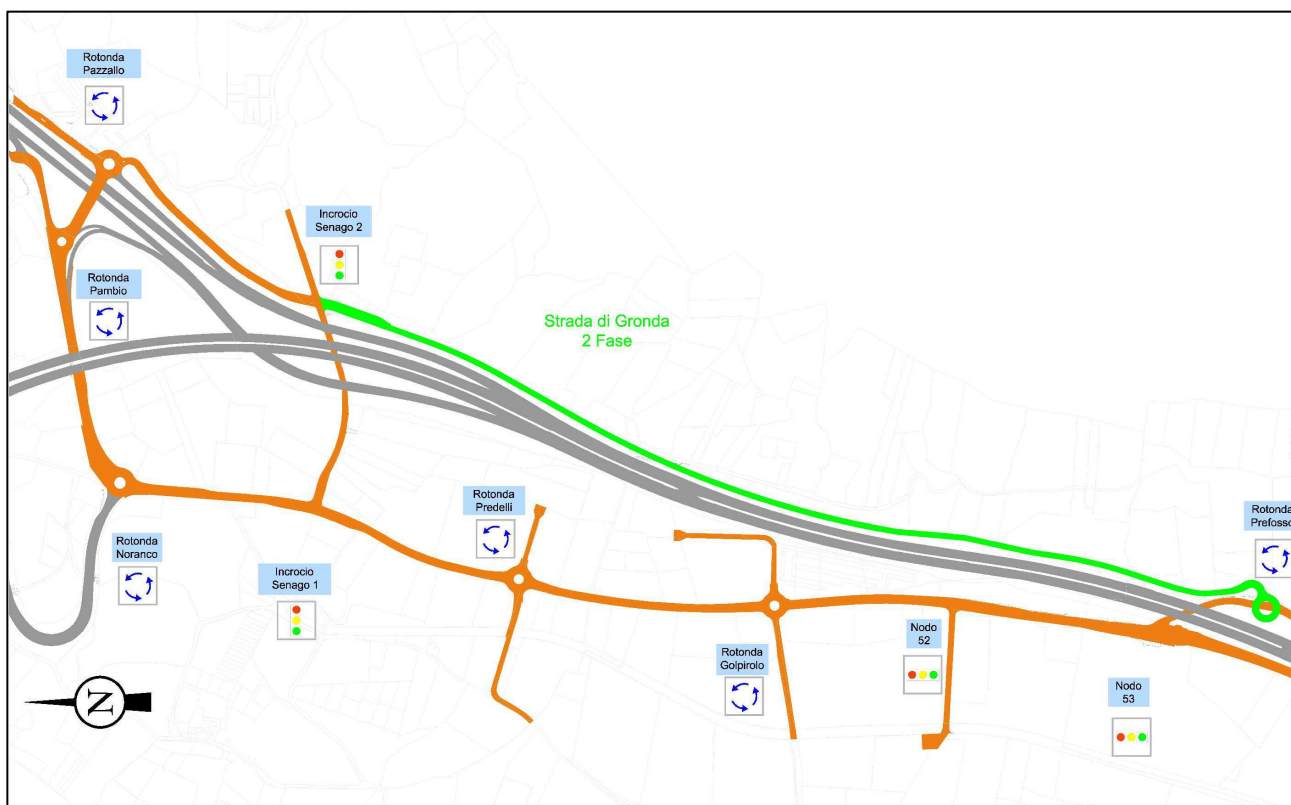 Rotonda
Pazzallo
Incrocio
Senago 2
Rotonda
Pambio
Strada di Gronda
2 Fase
Rotonda
Predelli
Rotonda
Prefosso
Rotonda
Noranco
Incrocio
Senago 1
Nodo
52
Rotonda
Golpirolo
Nodo
53
N